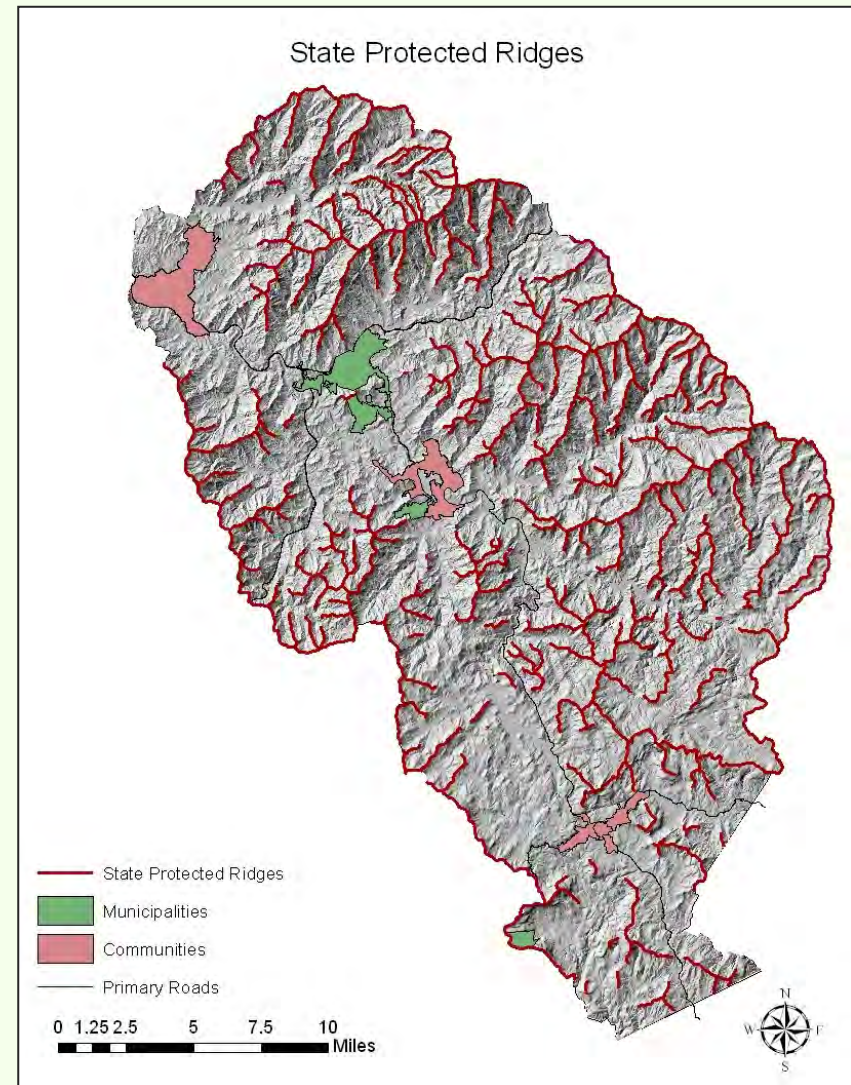 State Protected Ridges
State Protected Ridges
Municipalities
Communities
Primary Roads
0 1.25 2.5 5 7.5 10
Miles
N
W E
S